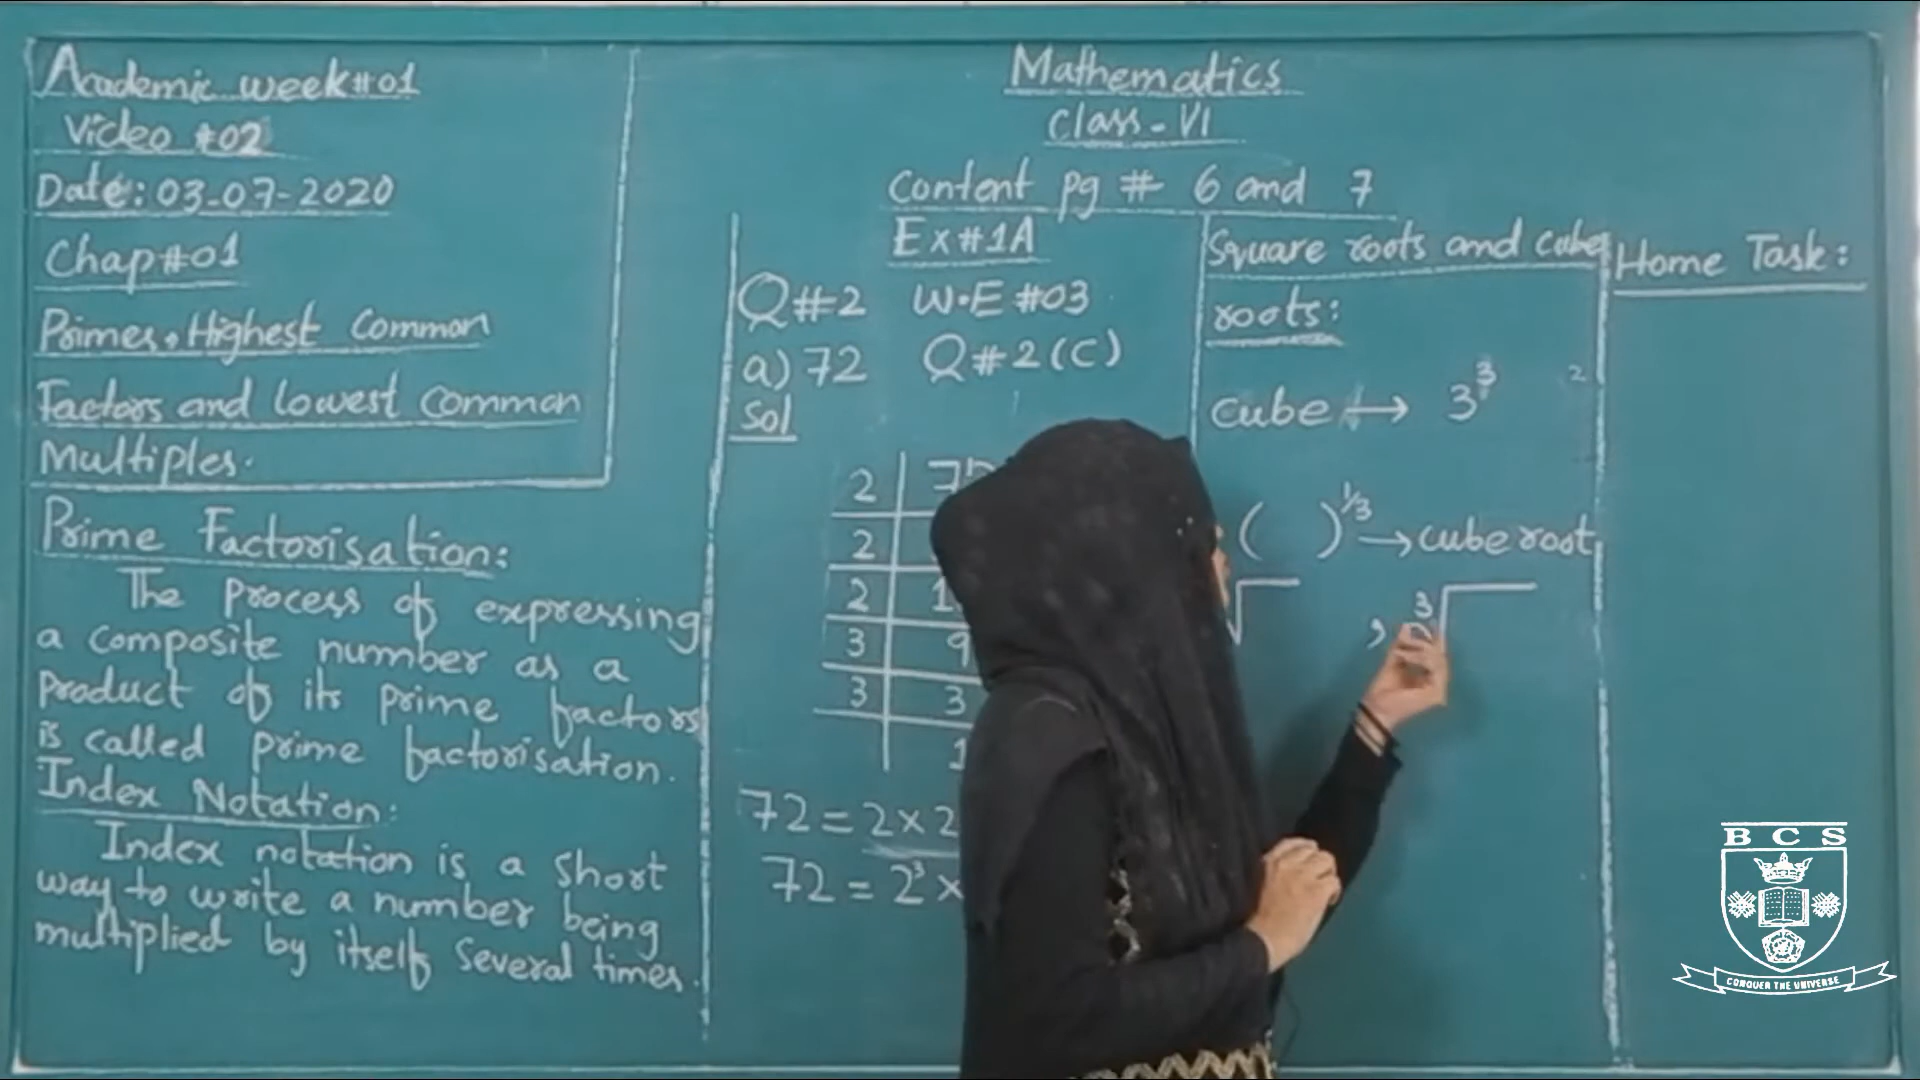 Academic week#01
Video #02
Date: 03-07-2020
Chap#01
Primes, Highest Common
Factors and lowest Common
Multiples.
Prime Factorisation:
The process of expressing
a composite number as a
product of its prime factors
is called prime factorisation.
Index Notation:
Index notation is a short
way to write a number being
multiplied by itself several times.
Mathematics
Class-VI
Content pg # 6 and 7
Ex#1A
Q#2 W.E #03
a) 72 Q#2(C)
Sol
2 | 72
2
2 | 1
3 | 9
3 | 3
1
72 = 2×2
72 = 2³×
Square roots and cube
roots:
cube → 3³
2
( )^1/3 → cube root
√ , ³√
Home Task:
BCS
CONQUER THE UNIVERSE